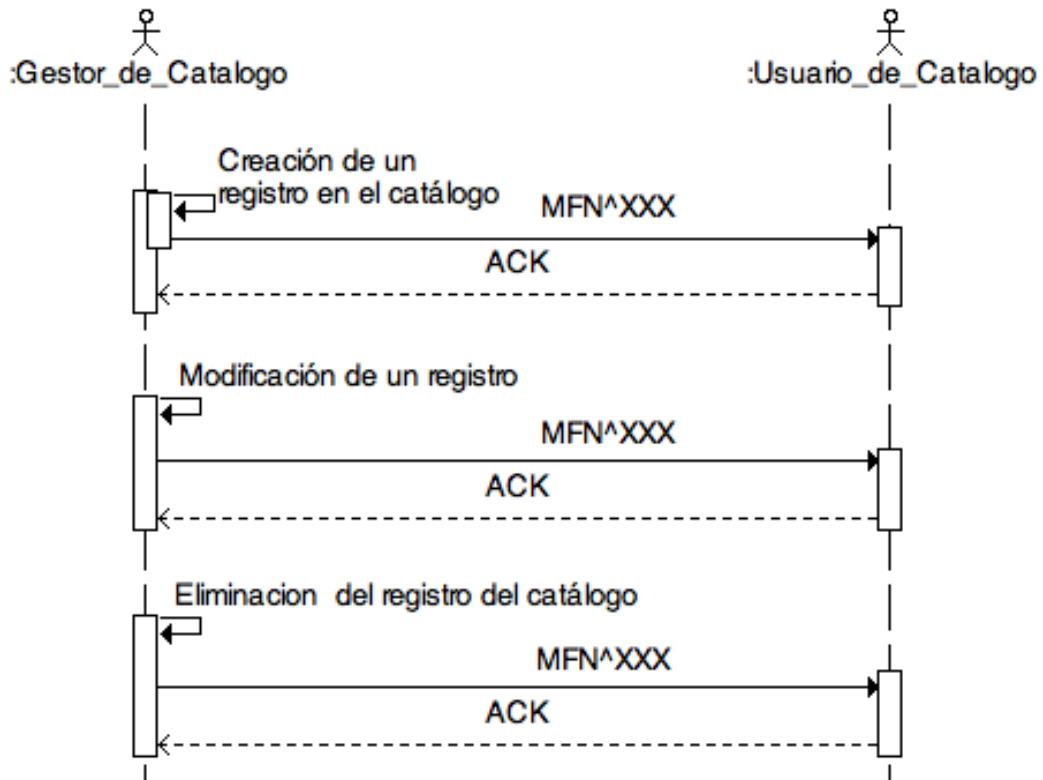 :Gestor_de_Catalogo
:Usuario_de_Catalogo
Creación de un
registro en el catálogo
MFN^XXX
ACK
Modificación de un registro
MFN^XXX
ACK
Eliminacion del registro del catálogo
MFN^XXX
ACK